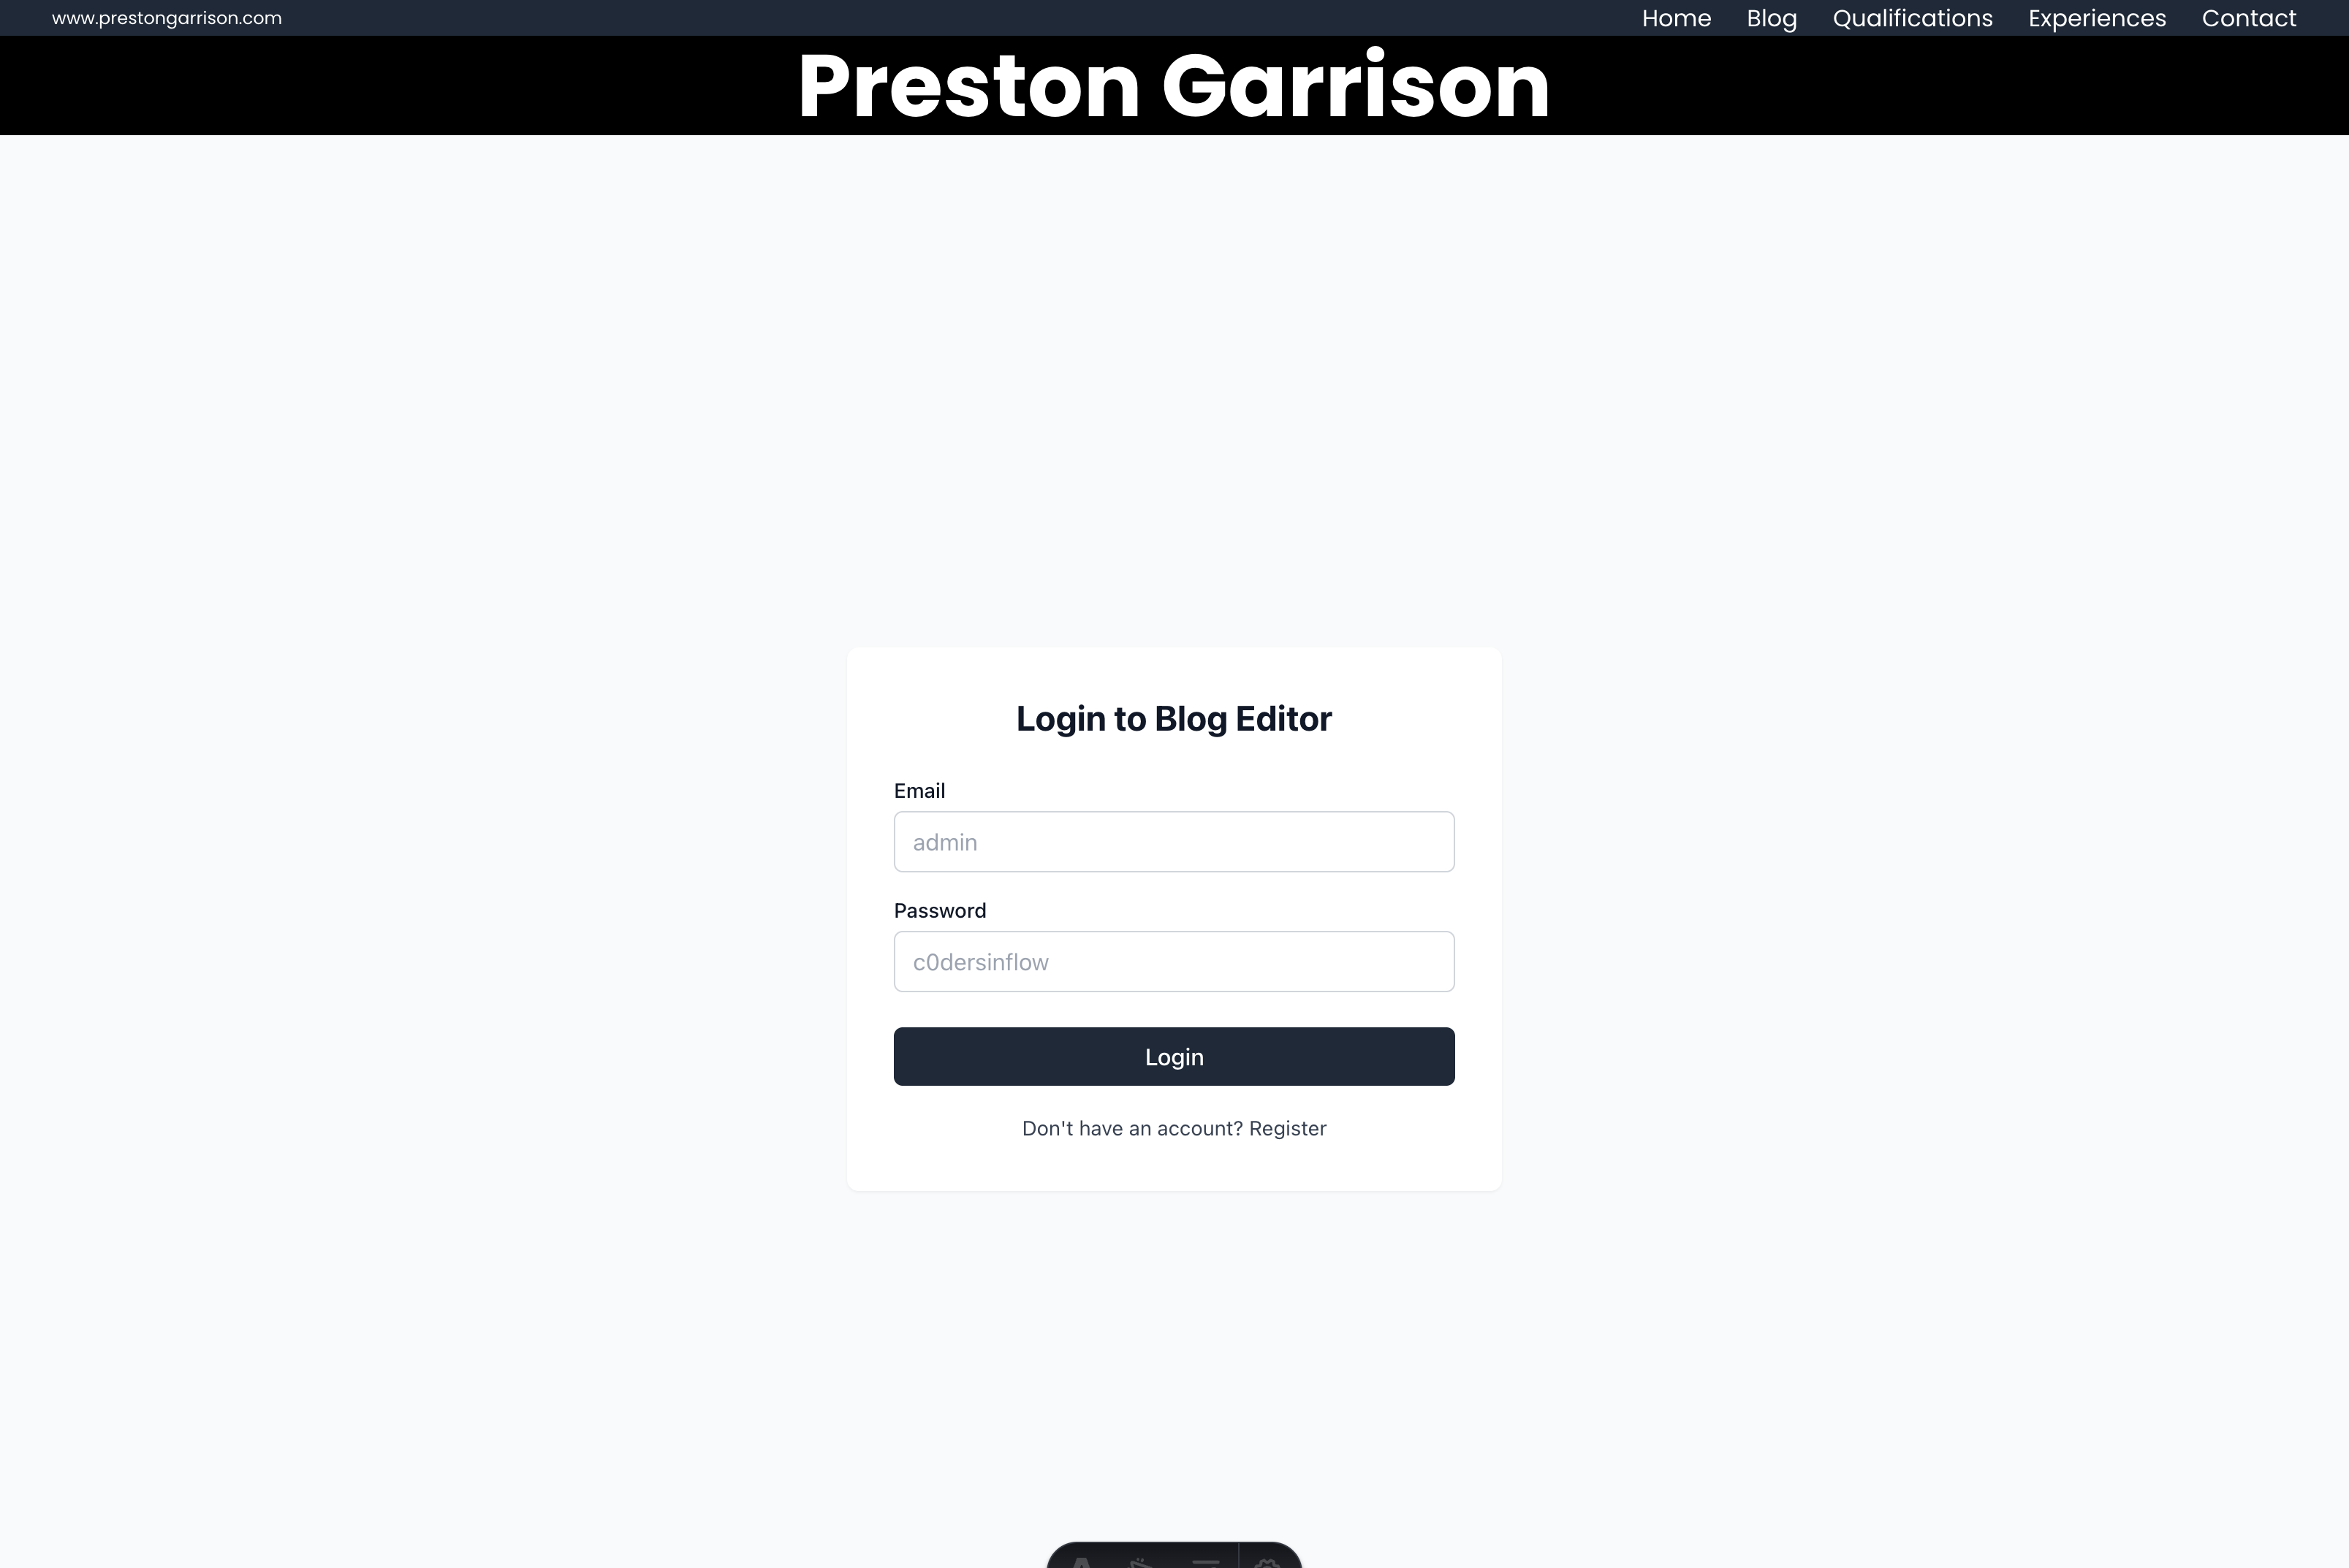 www.prestongarrison.com
Home Blog Qualifications Experiences Contact
Preston Garrison
Login to Blog Editor
Email
admin
Password
c0dersinflow
Login
Don't have an account? Register